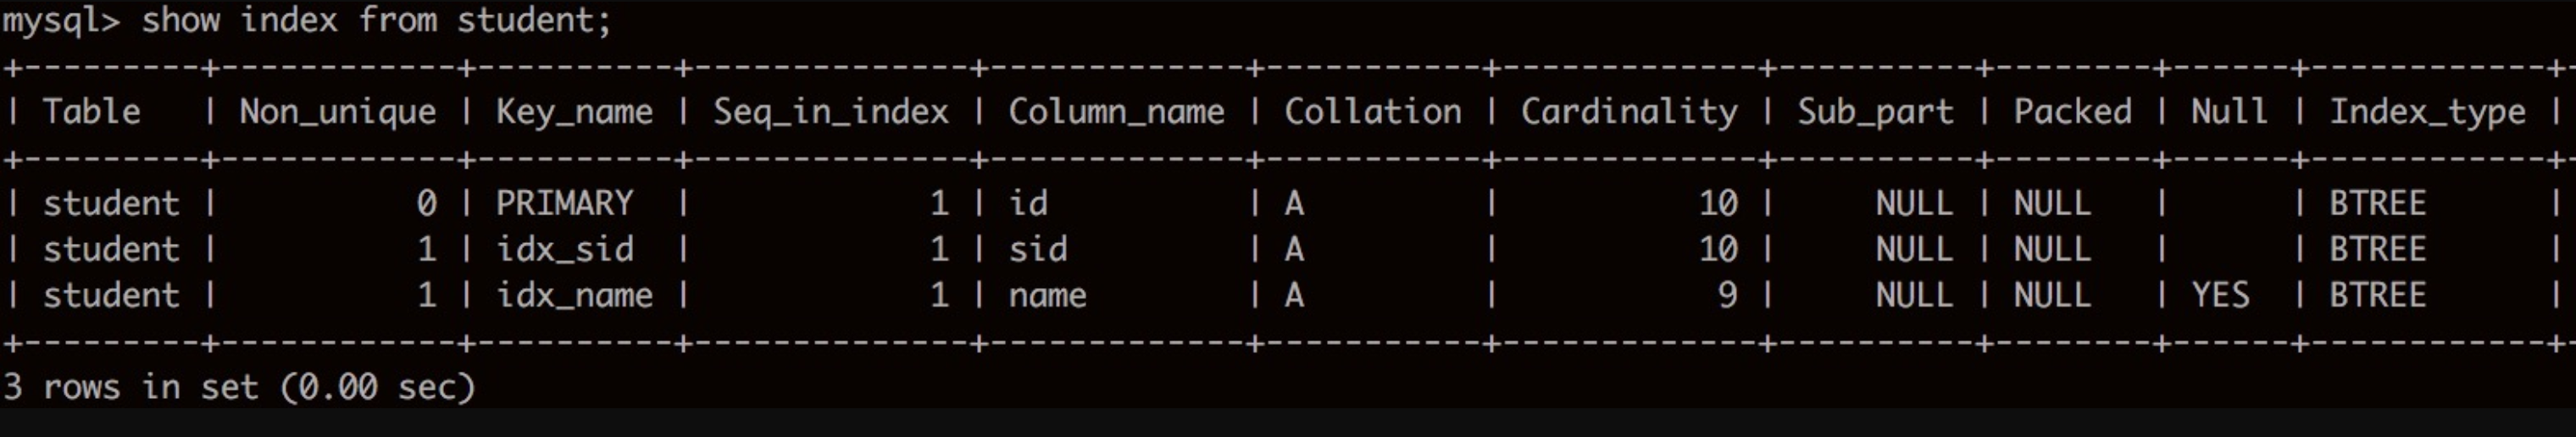 mysql> show index from student;
+---------+------------+----------+--------------+-------------+-----------+-------------+----------+--------+------+------------+-
| Table   | Non_unique | Key_name | Seq_in_index | Column_name | Collation | Cardinality | Sub_part | Packed | Null | Index_type |
+---------+------------+----------+--------------+-------------+-----------+-------------+----------+--------+------+------------+-
| student |          0 | PRIMARY  |            1 | id          | A         |          10 |     NULL | NULL   |      | BTREE      |
| student |          1 | idx_sid  |            1 | sid         | A         |          10 |     NULL | NULL   |      | BTREE      |
| student |          1 | idx_name |            1 | name        | A         |           9 |     NULL | NULL   | YES  | BTREE      |
+---------+------------+----------+--------------+-------------+-----------+-------------+----------+--------+------+------------+-
3 rows in set (0.00 sec)